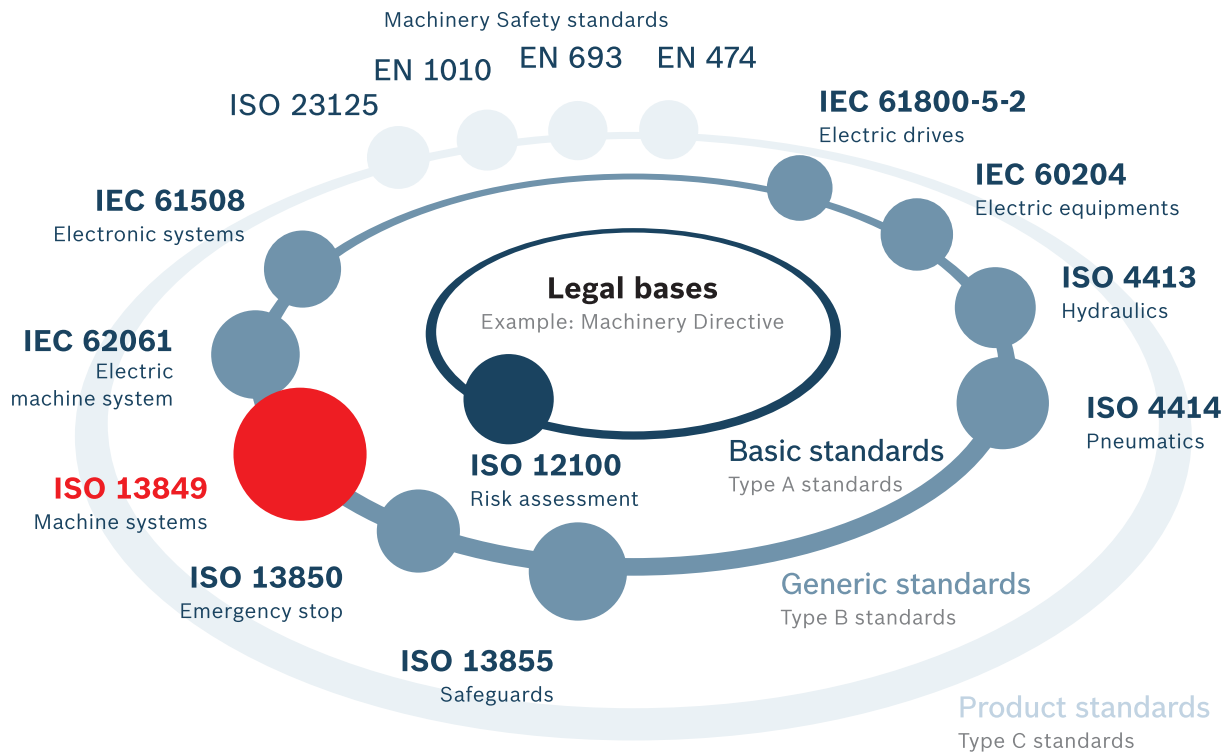 Machinery Safety standards
EN 693
EN 474
EN 1010
ISO 23125
IEC 61800-5-2
Electric drives
IEC 60204
Electric equipments
IEC 61508
Electronic systems
ISO 4413
Hydraulics
Legal bases
Example: Machinery Directive
IEC 62061
Electric
machine system
ISO 4414
Pneumatics
Basic standards
Type A standards
ISO 12100
Risk assessment
ISO 13849
Machine systems
ISO 13850
Emergency stop
Generic standards
Type B standards
ISO 13855
Safeguards
Product standards
Type C standards